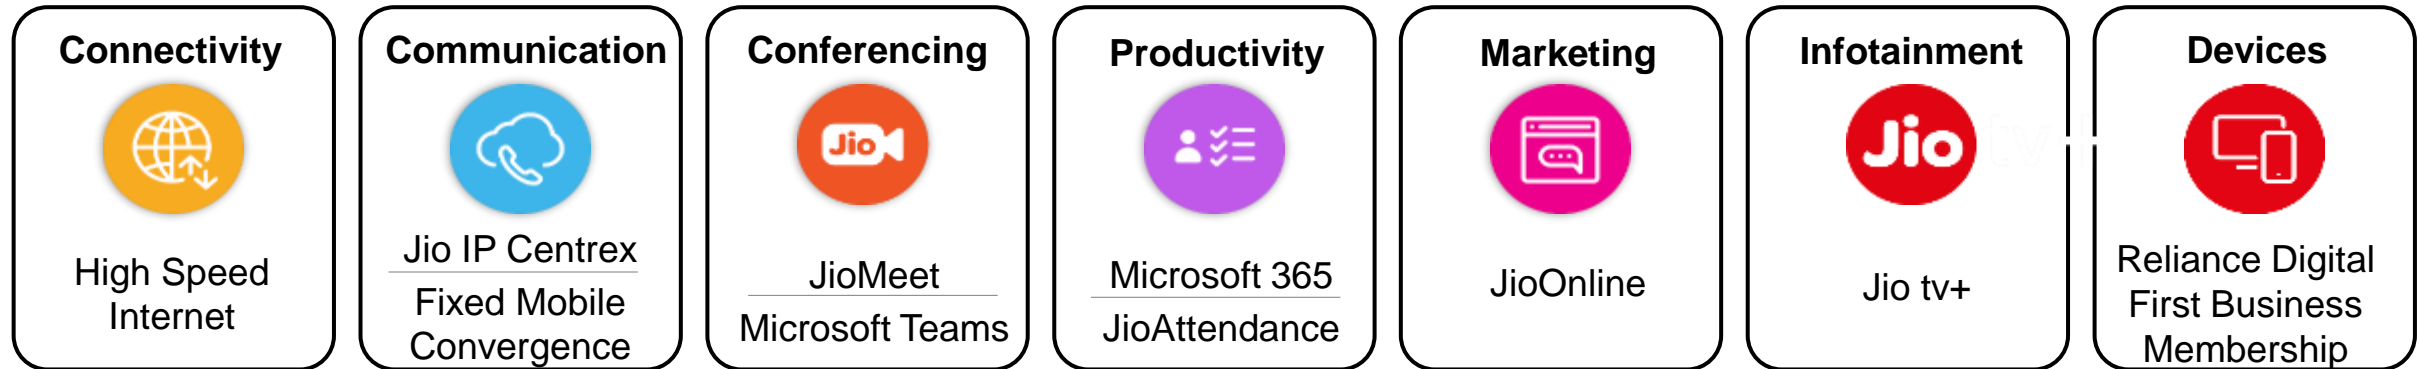 Connectivity
High Speed
Internet
Communication
Jio IP Centrex
Fixed Mobile
Convergence
Conferencing
Jio
JioMeet
Microsoft Teams
Productivity
Microsoft 365
JioAttendance
Marketing
JioOnline
Infotainment
Jio tv+
Jio tv+
Devices
Reliance Digital
First Business
Membership